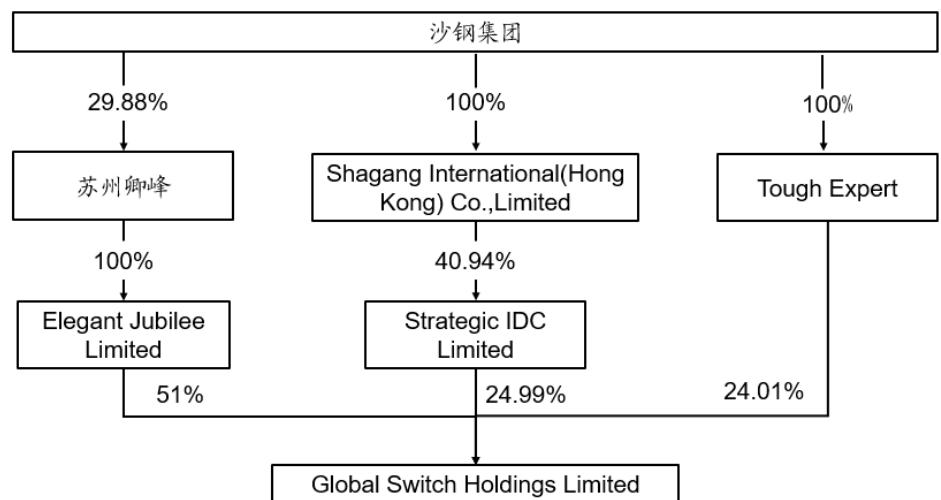 沙钢集团
29.88%
100%
100%
苏州卿峰
Shagang International(Hong
Kong) Co.,Limited
Tough Expert
100%
40.94%
Elegant Jubilee
Limited
Strategic IDC
Limited
51%
24.99%
24.01%
Global Switch Holdings Limited